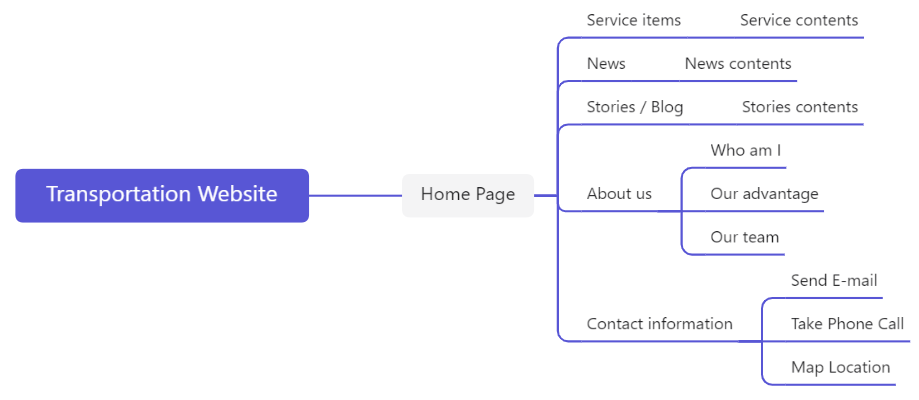 Transportation Website
Home Page
Service items
Service contents
News
News contents
Stories / Blog
Stories contents
About us
Who am I
Our advantage
Our team
Contact information
Send E-mail
Take Phone Call
Map Location